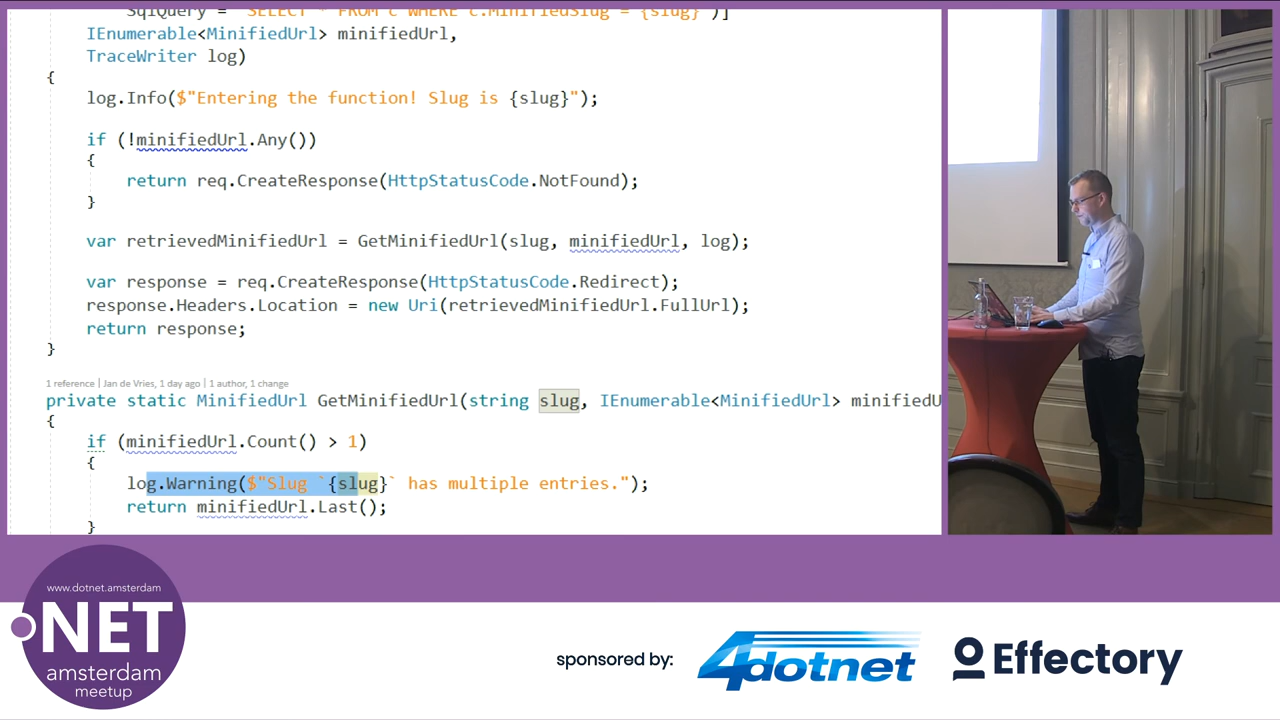 SqlQuery = "SELECT * FROM c WHERE c.MinifiedSlug = {slug}")]
IEnumerable<MinifiedUrl> minifiedUrl,
TraceWriter log)
{
log.Info($"Entering the function! Slug is {slug}");
if (!minifiedUrl.Any())
{
return req.CreateResponse(HttpStatusCode.NotFound);
}
var retrievedMinifiedUrl = GetMinifiedUrl(slug, minifiedUrl, log);
var response = req.CreateResponse(HttpStatusCode.Redirect);
response.Headers.Location = new Uri(retrievedMinifiedUrl.FullUrl);
return response;
}
1 reference | Jan de Vries, 1 day ago | 1 author, 1 change
private static MinifiedUrl GetMinifiedUrl(string slug, IEnumerable<MinifiedUrl> minifiedU
{
if (minifiedUrl.Count() > 1)
{
log.Warning($"Slug `{slug}` has multiple entries.");
return minifiedUrl.Last();
}
www.dotnet.amsterdam
.NET
amsterdam
meetup
sponsored by:
4dotnet
Effectory